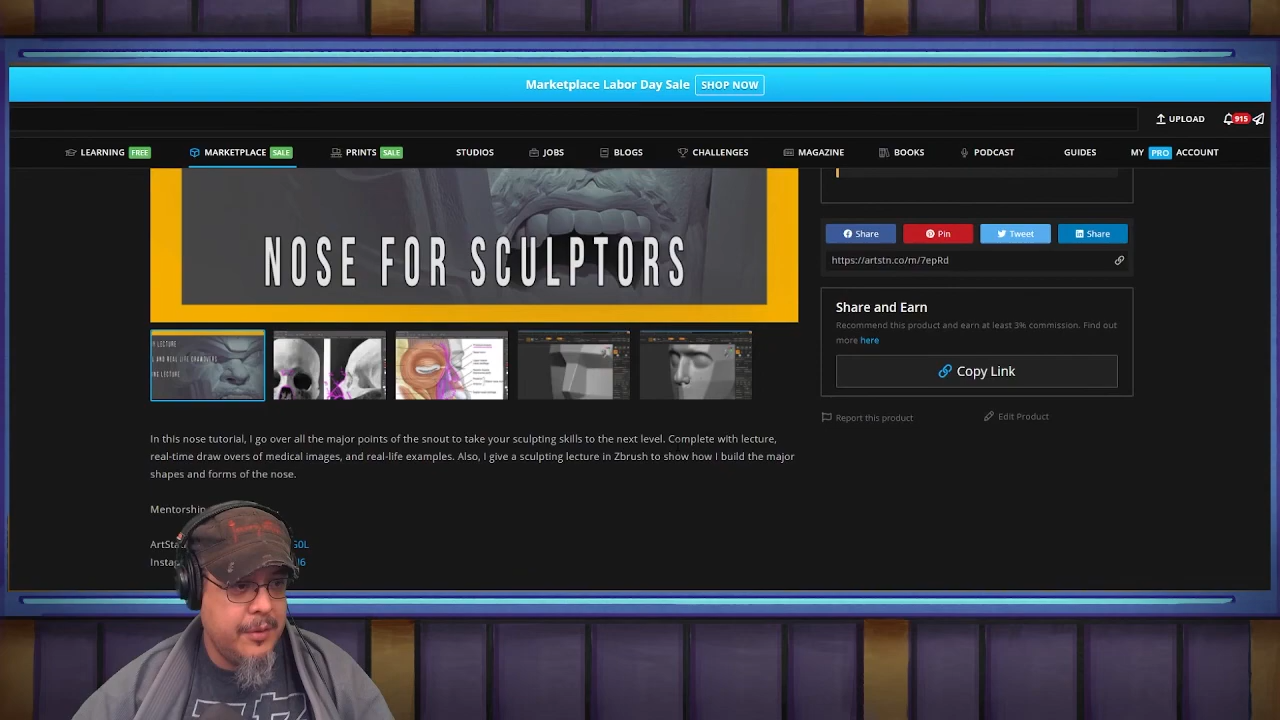 Marketplace Labor Day Sale SHOP NOW
UPLOAD 915
LEARNING FREE MARKETPLACE SALE PRINTS SALE STUDIOS JOBS BLOGS CHALLENGES MAGAZINE BOOKS PODCAST GUIDES MY PRO ACCOUNT
NOSE FOR SCULPTORS
Share Pin Tweet Share
https://artstn.co/m/7epRd
Share and Earn
Recommend this product and earn at least 3% commission. Find out
more here
Copy Link
Report this product Edit Product
In this nose tutorial, I go over all the major points of the snout to take your sculpting skills to the next level. Complete with lecture,
real-time draw overs of medical images, and real-life examples. Also, I give a sculpting lecture in Zbrush to show how I build the major
shapes and forms of the nose.
Mentorship